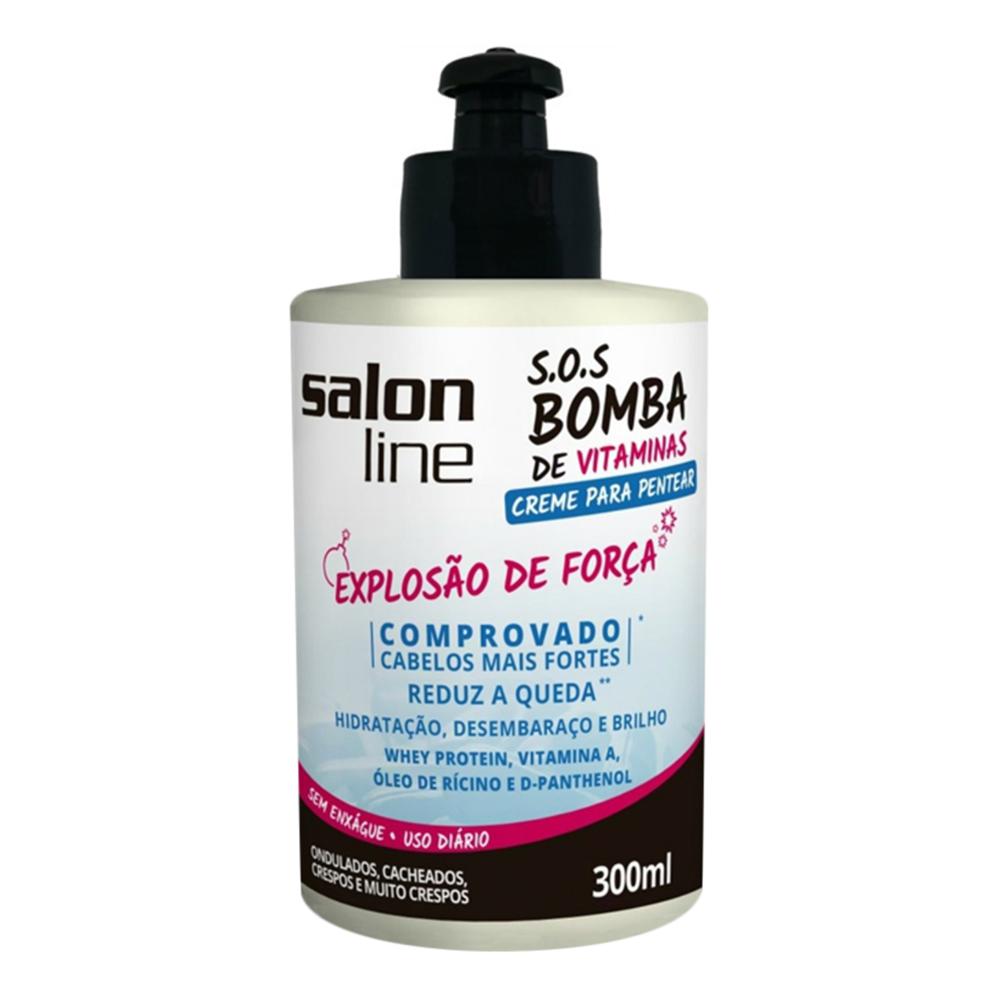 salon
line
S.O.S
BOMBA
DE VITAMINAS
CREME PARA PENTEAR
EXPLOSÃO DE FORÇA
COMPROVADO*
CABELOS MAIS FORTES
REDUZ A QUEDA**
HIDRATAÇÃO, DESEMBARAÇO E BRILHO
WHEY PROTEIN, VITAMINA A,
ÓLEO DE RÍCINO E D-PANTHENOL
SEM ENXÁGUE • USO DIÁRIO
ONDULADOS, CACHEADOS,
CRESPOS E MUITO CRESPOS
300ml